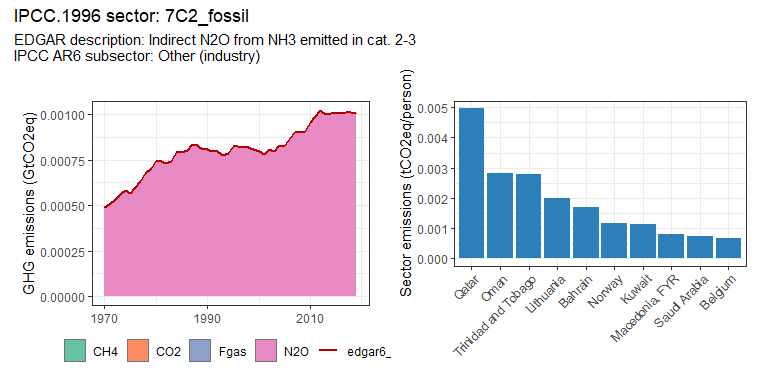 IPCC.1996 sector: 7C2_fossil
EDGAR description: Indirect N2O from NH3 emitted in cat. 2-3
IPCC AR6 subsector: Other (industry)
GHG emissions (GtCO2eq)
0.00100
0.00075
0.00050
0.00025
0.00000
1970
1990
2010
CH4
CO2
Fgas
N2O
edgar6_
Sector emissions (tCO2eq/person)
0.005
0.004
0.003
0.002
0.001
0.000
Qatar
Oman
Trinidad and Tobago
Lithuania
Bahrain
Norway
Kuwait
Macedonia, FYR
Saudi Arabia
Belgium